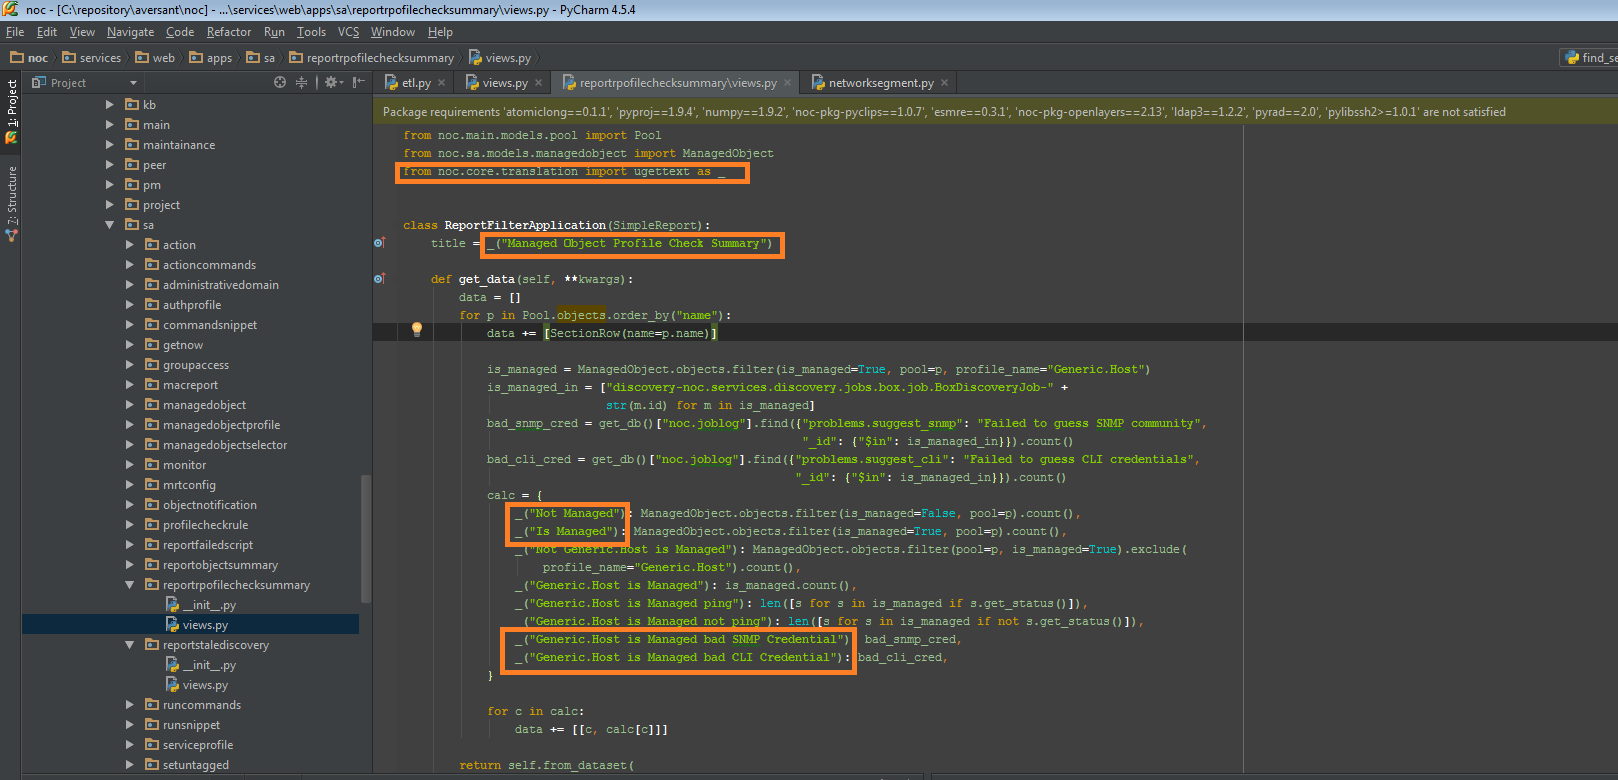 noc - [C:\repository\aversant\noc] - ...\services\web\apps\sa\reportrpofilechecksummary\views.py - PyCharm 4.5.4
File Edit View Navigate Code Refactor Run Tools VCS Window Help
noc services web apps sa reportrpofilechecksummary views.py find_se
Project etl.py views.py reportrpofilechecksummary\views.py networksegment.py
1: Project
7: Structure
kb
main
maintainance
peer
pm
project
sa
action
actioncommands
administrativedomain
authprofile
commandsnippet
getnow
groupaccess
macreport
managedobject
managedobjectprofile
managedobjectselector
monitor
mrtconfig
objectnotification
profilecheckrule
reportfailedscript
reportobjectsummary
reportrpofilechecksummary
__init__.py
views.py
reportstalediscovery
__init__.py
views.py
runcommands
runsnippet
serviceprofile
setuntagged
Package requirements 'atomiclong==0.1.1', 'pyproj==1.9.4', 'numpy==1.9.2', 'noc-pkg-pyclips==1.0.7', 'esmre==0.3.1', 'noc-pkg-openlayers==2.13', 'ldap3==1.2.2', 'pyrad==2.0', 'pylibssh2>=1.0.1' are not satisfied
from noc.main.models.pool import Pool
from noc.sa.models.managedobject import ManagedObject
from noc.core.translation import ugettext as _
class ReportFilterApplication(SimpleReport):
title = _("Managed Object Profile Check Summary")
def get_data(self, **kwargs):
data = []
for p in Pool.objects.order_by("name"):
data += [SectionRow(name=p.name)]
is_managed = ManagedObject.objects.filter(is_managed=True, pool=p, profile_name="Generic.Host")
is_managed_in = ["discovery-noc.services.discovery.jobs.box.job.BoxDiscoveryJob-" +
str(m.id) for m in is_managed]
bad_snmp_cred = get_db()["noc.joblog"].find({"problems.suggest_snmp": "Failed to guess SNMP community",
"_id": {"$in": is_managed_in}}).count()
bad_cli_cred = get_db()["noc.joblog"].find({"problems.suggest_cli": "Failed to guess CLI credentials",
"_id": {"$in": is_managed_in}}).count()
calc = {
_("Not Managed"): ManagedObject.objects.filter(is_managed=False, pool=p).count(),
_("Is Managed"): ManagedObject.objects.filter(is_managed=True, pool=p).count(),
_("Not Generic.Host is Managed"): ManagedObject.objects.filter(pool=p, is_managed=True).exclude(
profile_name="Generic.Host").count(),
_("Generic.Host is Managed"): is_managed.count(),
_("Generic.Host is Managed ping"): len([s for s in is_managed if s.get_status()]),
_("Generic.Host is Managed not ping"): len([s for s in is_managed if not s.get_status()]),
_("Generic.Host is Managed bad SNMP Credential") bad_snmp_cred,
_("Generic.Host is Managed bad CLI Credential"): bad_cli_cred,
}
for c in calc:
data += [[c, calc[c]]]
return self.from_dataset(